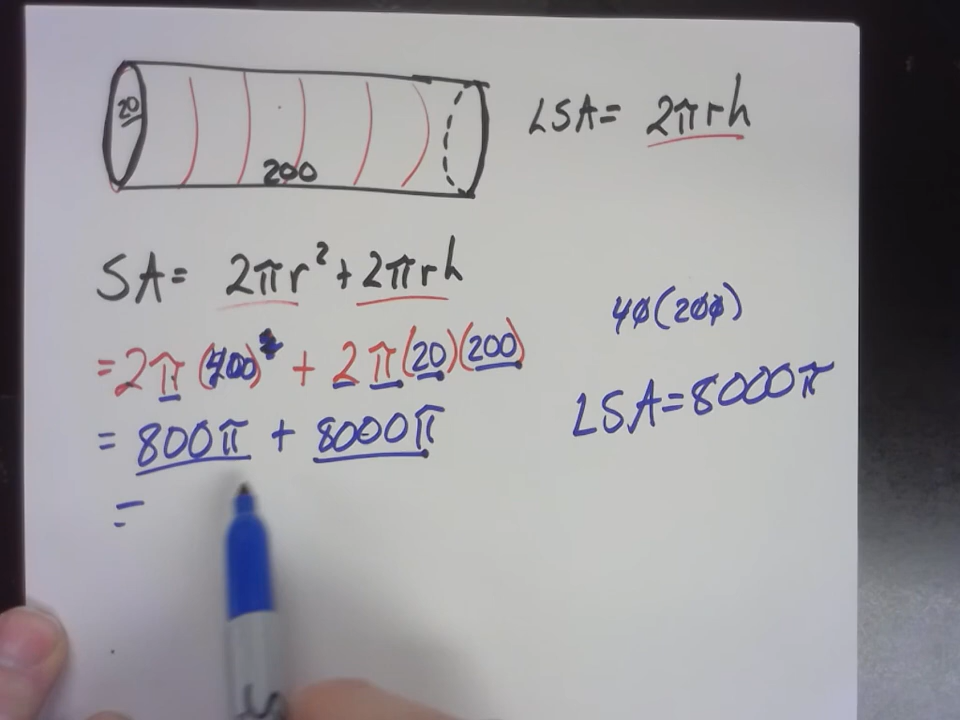 20
200
LSA= 2πrh
SA= 2πr²+2πrh
=2π(400) + 2π(20)(200)
40(200)
= 800π + 8000π
LSA=8000π
=